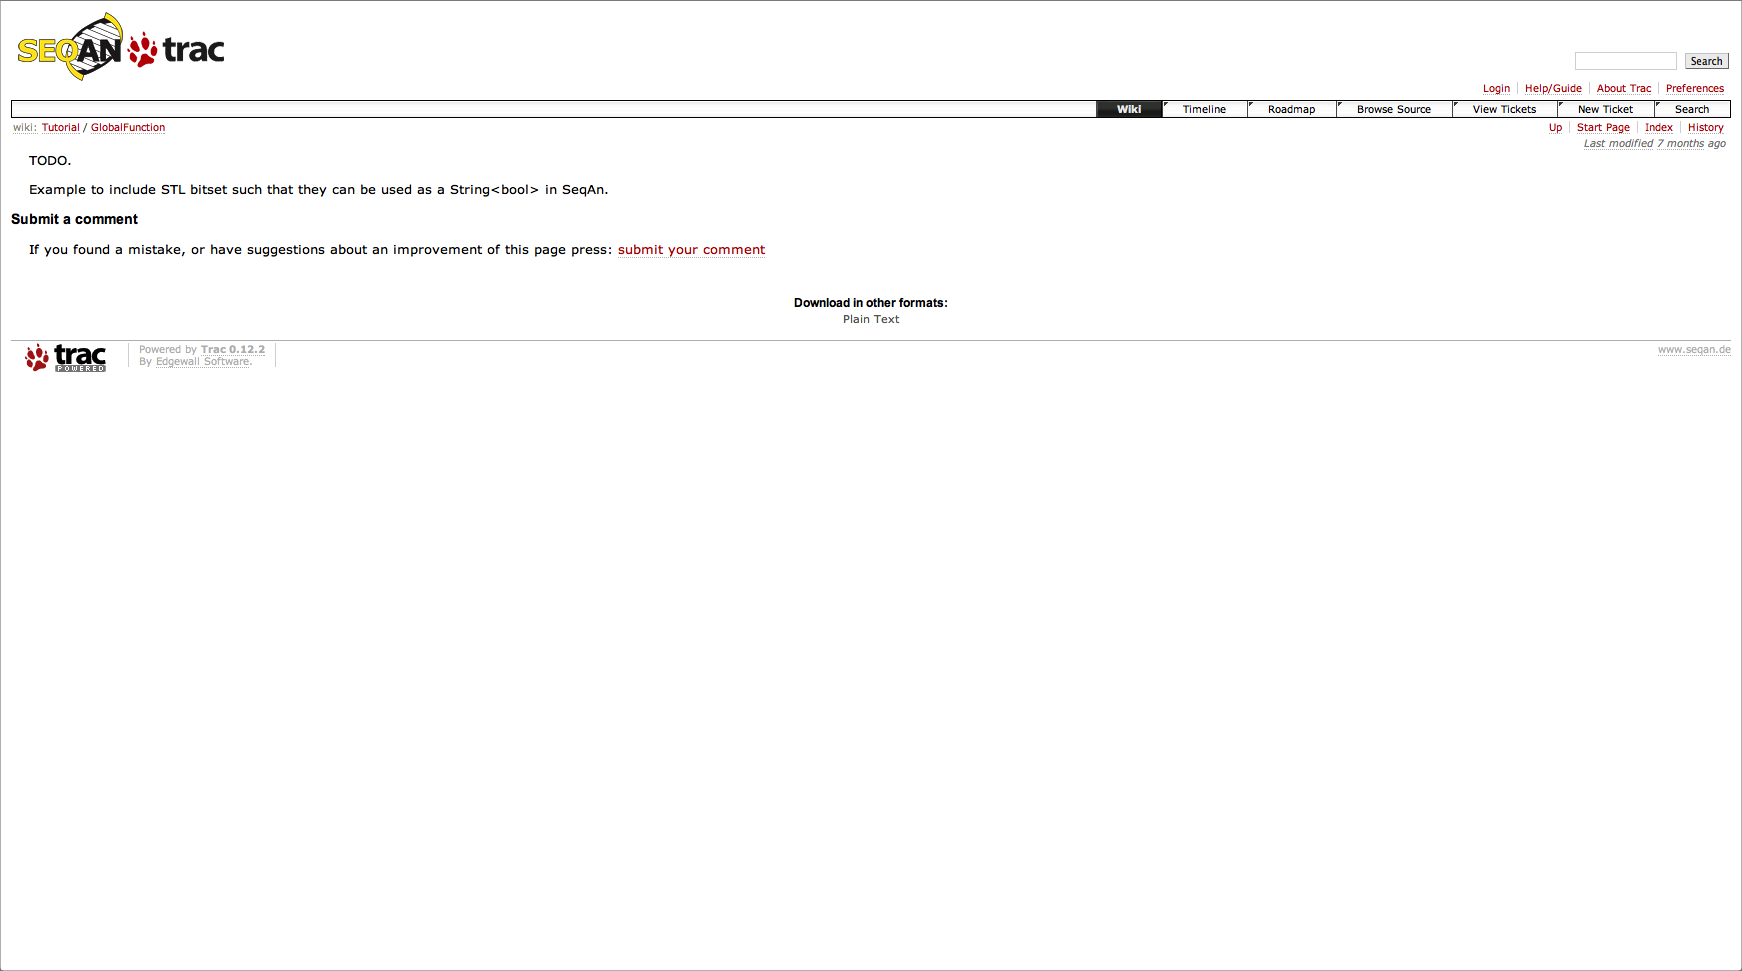 SEQAN trac
Search
Login Help/Guide About Trac Preferences
Wiki Timeline Roadmap Browse Source View Tickets New Ticket Search
wiki: Tutorial / GlobalFunction
Up Start Page Index History
Last modified 7 months ago
TODO.
Example to include STL bitset such that they can be used as a String<bool> in SeqAn.
Submit a comment
If you found a mistake, or have suggestions about an improvement of this page press: submit your comment
Download in other formats:
Plain Text
trac
POWERED
Powered by Trac 0.12.2
By Edgewall Software.
www.seqan.de